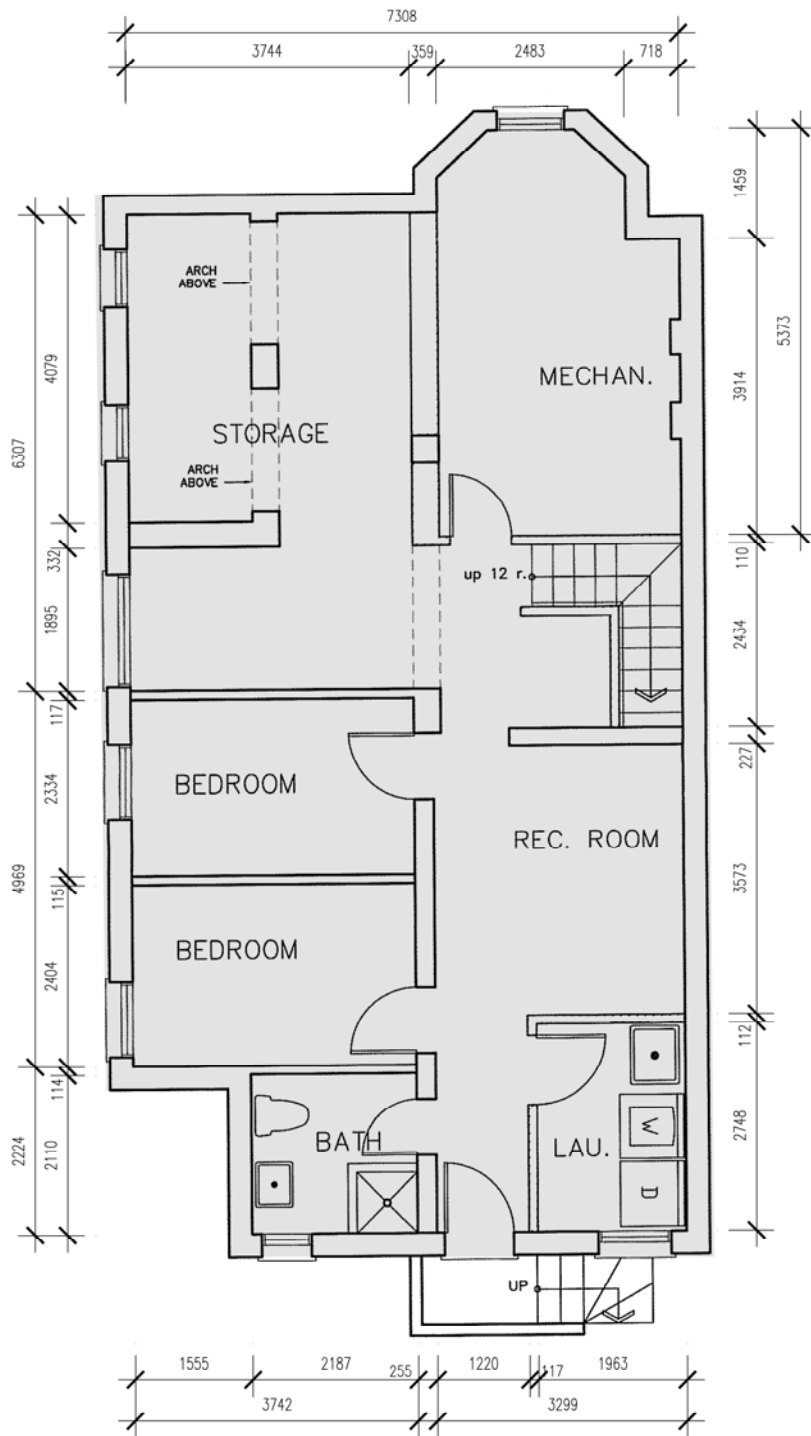 7308
3744
359
2483
718
1459
5373
3914
ARCH
ABOVE
MECHAN.
4079
6307
STORAGE
ARCH
ABOVE
332
110
up 12 r.
1895
2434
117
227
2334
BEDROOM
REC. ROOM
3573
4969
115
BEDROOM
2404
112
114
2224
2110
BATH
LAU.
W
D
2748
UP
1555
2187
255
1220
117
1963
3742
3299